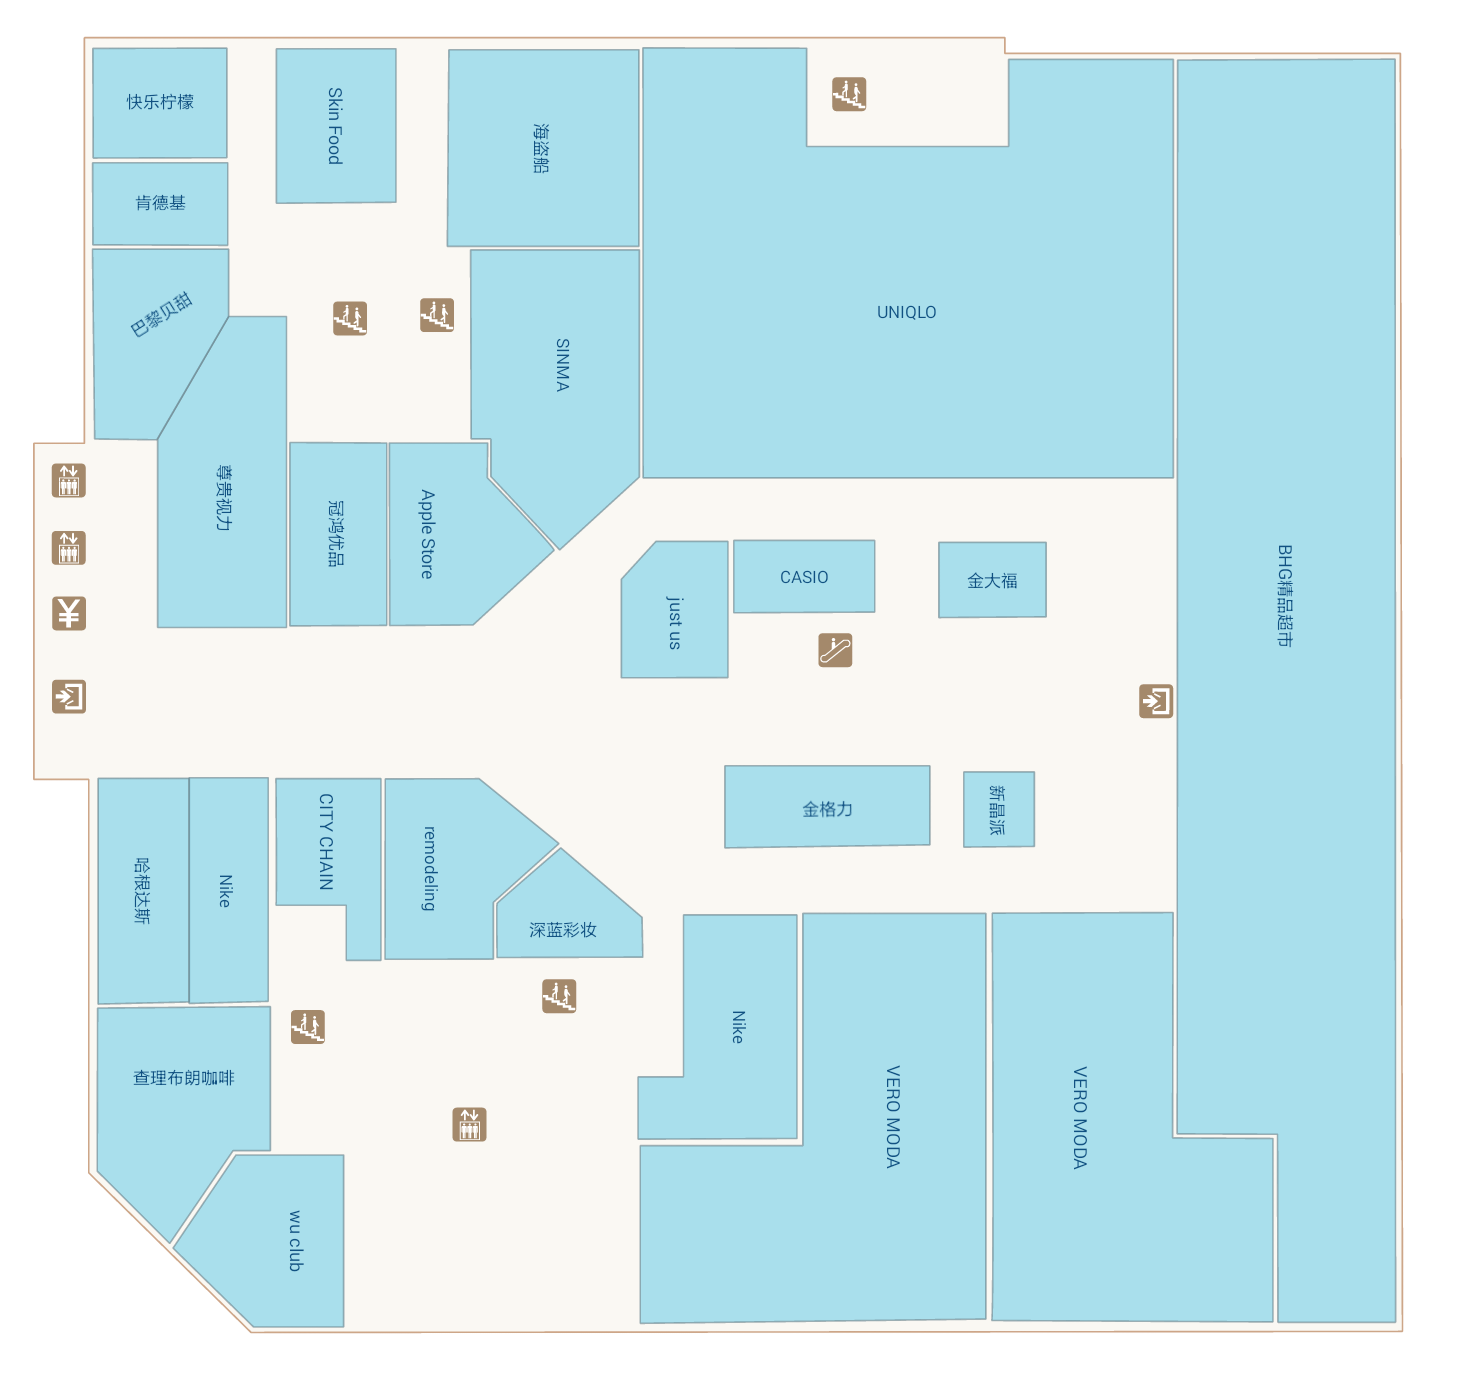 快乐柠檬
Skin Food
海盗船
肯德基
巴黎贝甜
UNIQLO
SINMA
尊贵视力
冠鸿优品
Apple Store
just us
CASIO
金大福
BHG精品超市
¥
金格力
新晶派
哈根达斯
Nike
CITY CHAIN
remodeling
深蓝彩妆
Nike
查理布朗咖啡
VERO MODA
VERO MODA
wu club